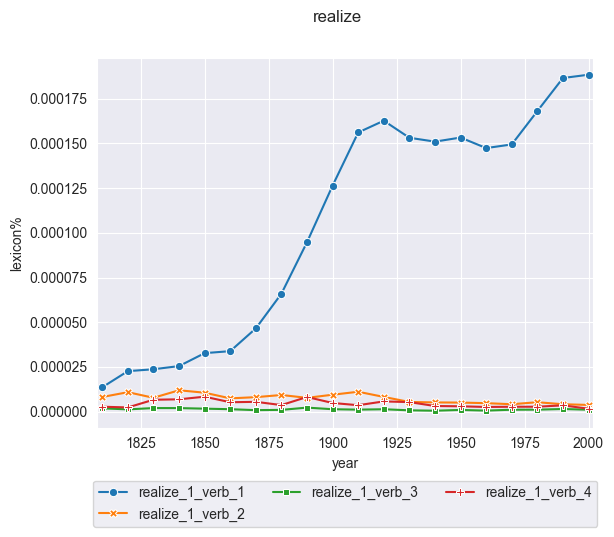 realize
0.000175
0.000150
0.000125
0.000100
0.000075
0.000050
0.000025
0.000000
lexicon%
1825 1850 1875 1900 1925 1950 1975 2000
year
realize_1_verb_1 realize_1_verb_3 realize_1_verb_4
realize_1_verb_2